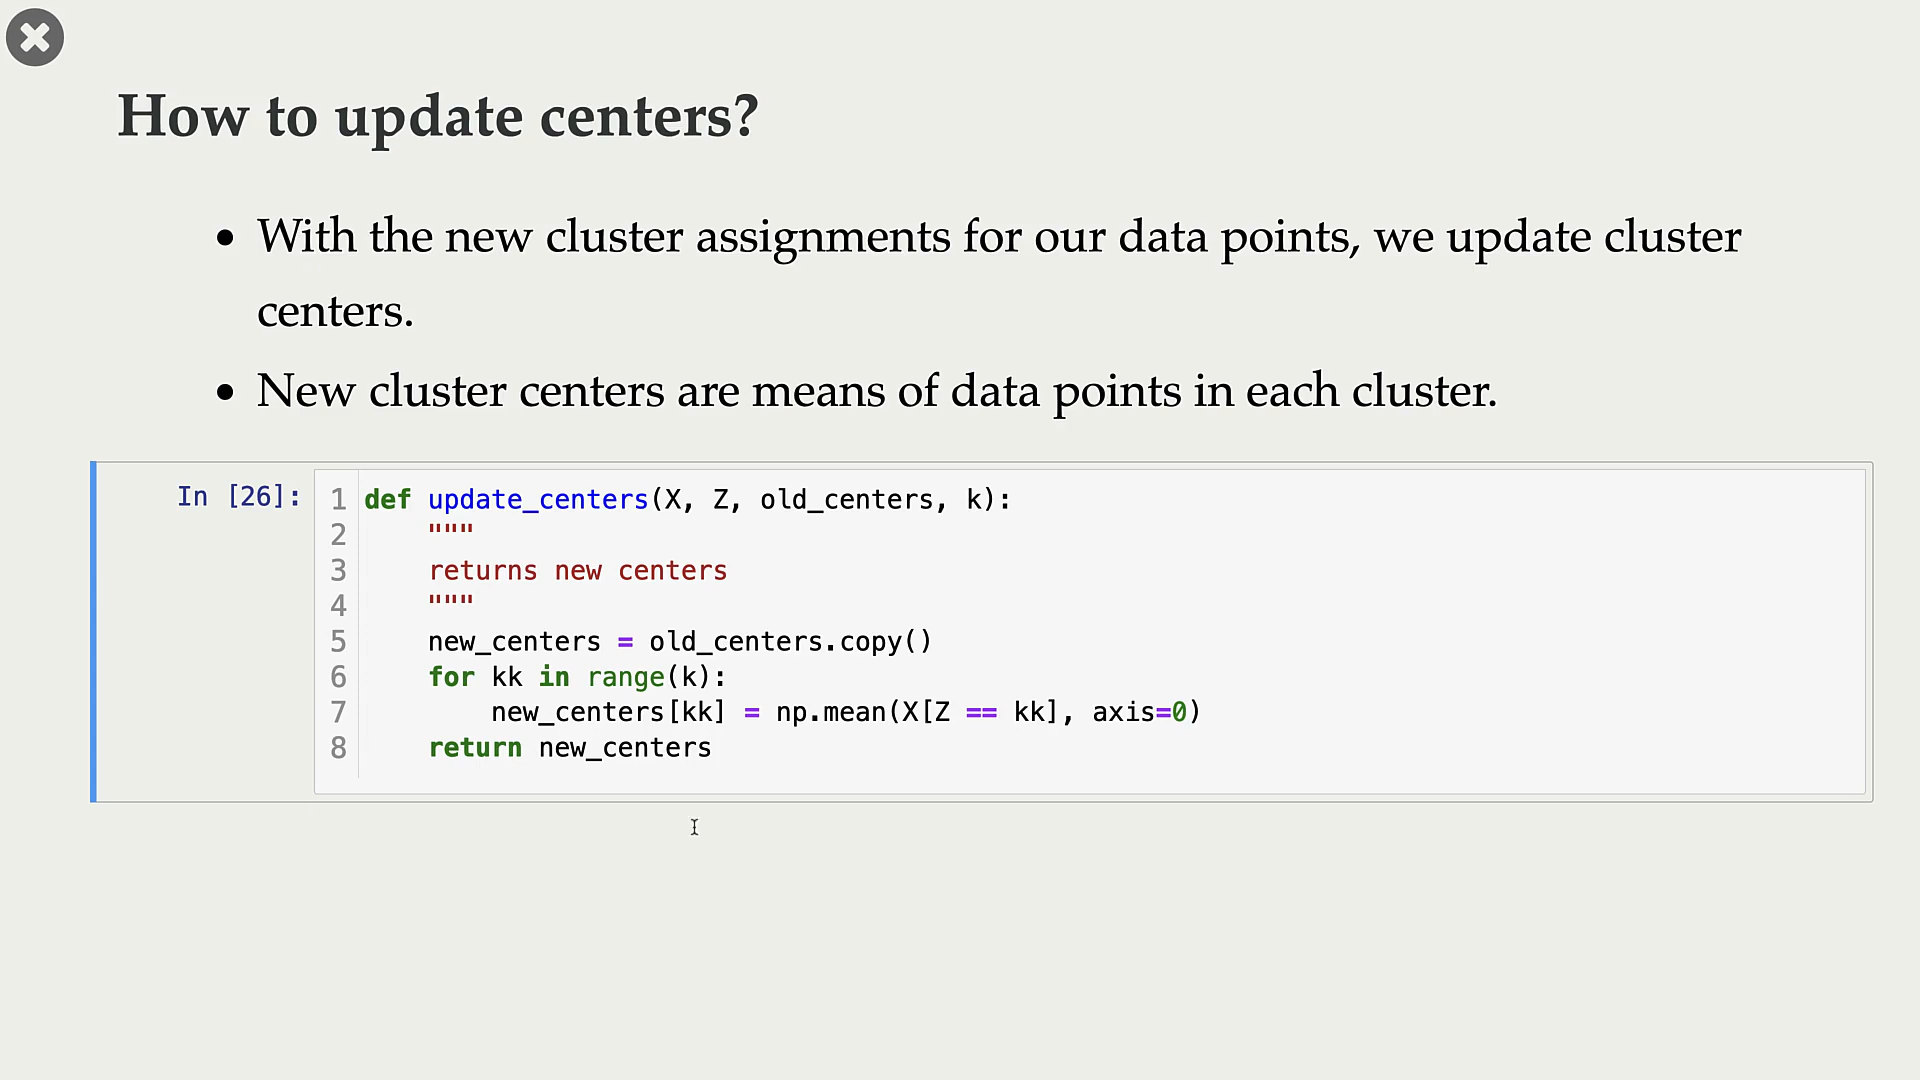 How to update centers?
• With the new cluster assignments for our data points, we update cluster
centers.
• New cluster centers are means of data points in each cluster.
In [26]:
1 def update_centers(X, Z, old_centers, k):
2     """
3     returns new centers
4     """
5     new_centers = old_centers.copy()
6     for kk in range(k):
7         new_centers[kk] = np.mean(X[Z == kk], axis=0)
8     return new_centers